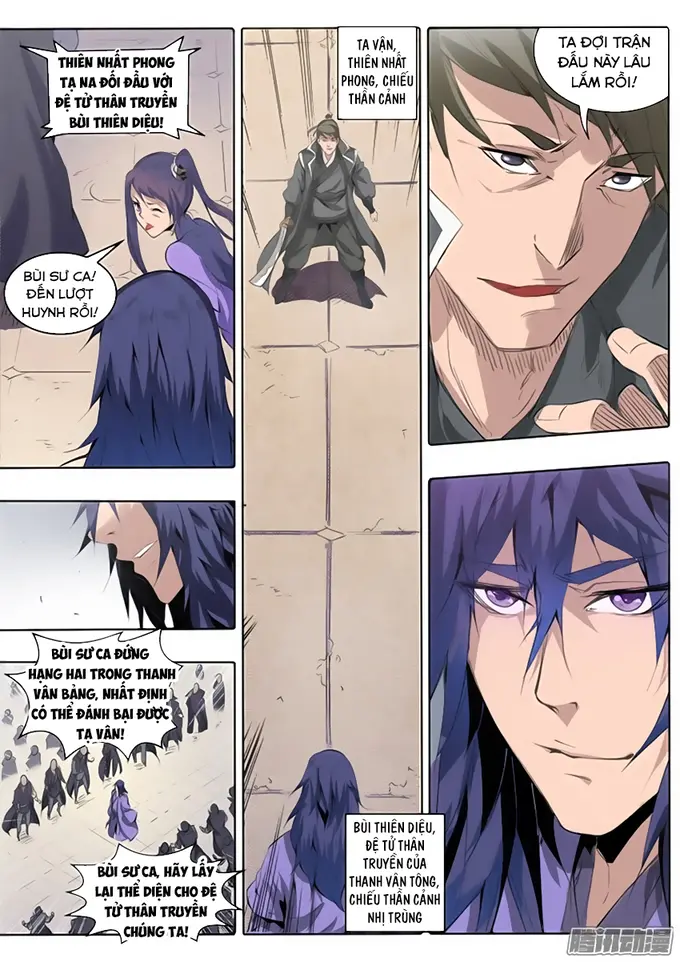 THIÊN NHẤT PHONG
TẠ NA ĐỐI ĐẦU VỚI
ĐỆ TỬ THÂN TRUYỀN
BÙI THIÊN DIỆU!
BÙI SƯ CA!
ĐẾN LƯỢT
HUYNH RỒI!
TẠ VÂN,
THIÊN NHẤT
PHONG, CHIẾU
THẦN CẢNH
TA ĐỢI TRẬN
ĐẤU NÀY LÂU
LẮM RỒI!
BÙI SƯ CA ĐỨNG
HẠNG HAI TRONG THANH
VÂN BẢNG, NHẤT ĐỊNH
CÓ THỂ ĐÁNH BẠI ĐƯỢC
TẠ VÂN!
BÙI SƯ CA, HÃY LẤY
LẠI THỂ DIỆN CHO ĐỆ
TỬ THÂN TRUYỀN
CHÚNG TA!
BÙI THIÊN DIỆU,
ĐỆ TỬ THÂN
TRUYỀN CỦA
THANH VÂN TÔNG,
CHIẾU THẦN CẢNH
NHỊ TRÙNG
腾讯动漫